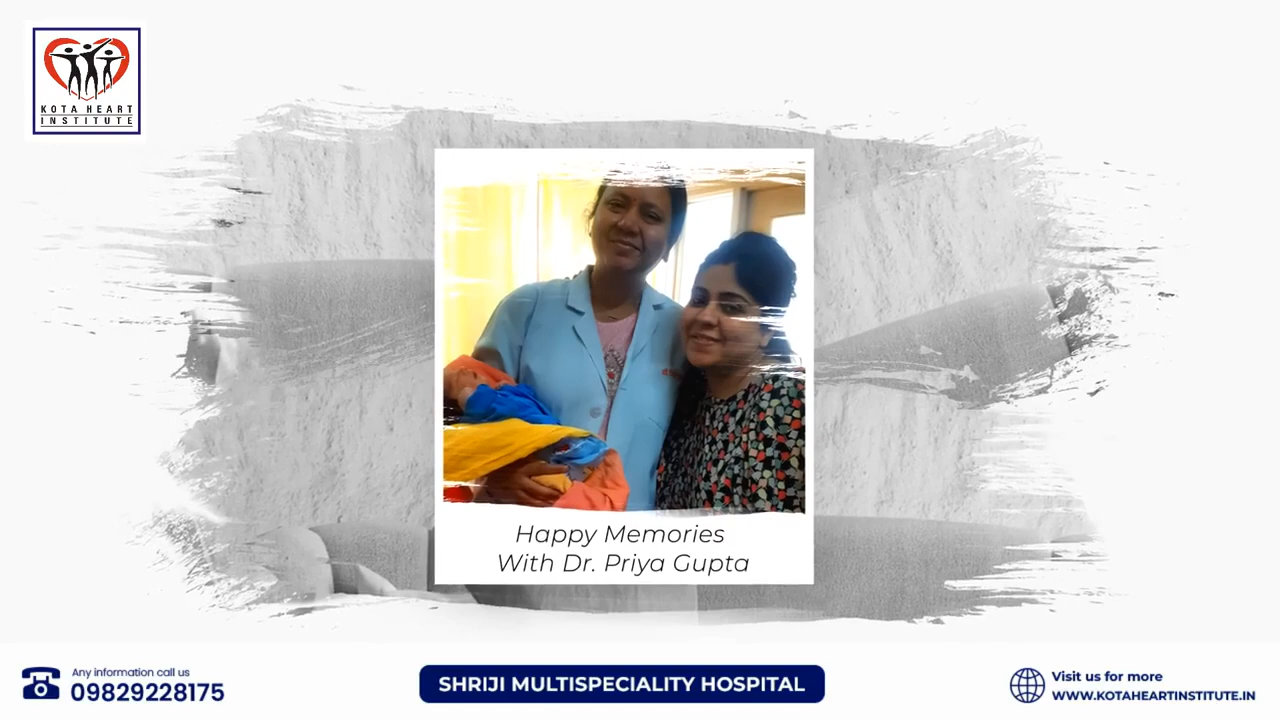 KOTA HEART
INSTITUTE
Happy Memories
With Dr. Priya Gupta
Any information call us
09829228175
SHRIJI MULTISPECIALITY HOSPITAL
Visit us for more
WWW.KOTAHEARTINSTITUTE.IN